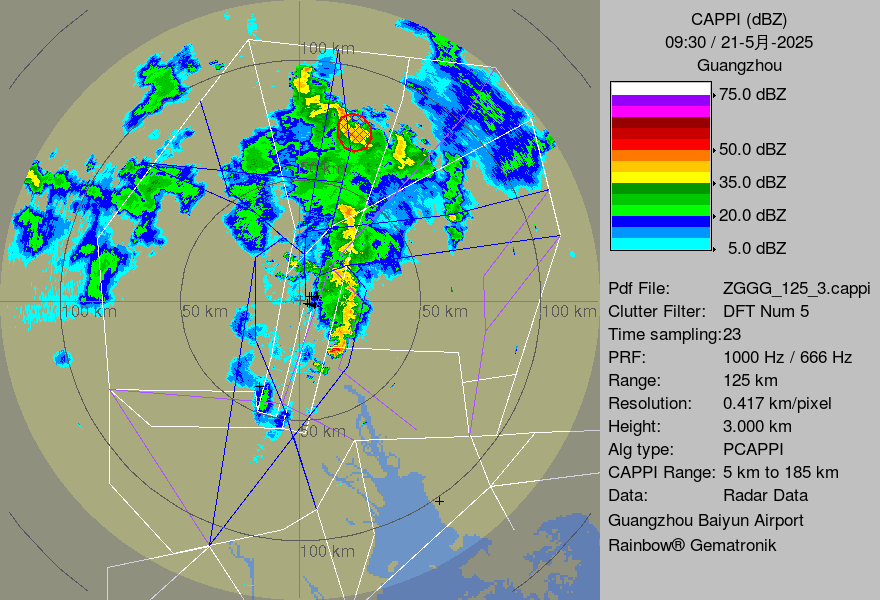 CAPPI (dBZ)
09:30 / 21-5月-2025
Guangzhou
75.0 dBZ
50.0 dBZ
35.0 dBZ
20.0 dBZ
5.0 dBZ
Pdf File: ZGGG_125_3.cappi
Clutter Filter: DFT Num 5
Time sampling:23
PRF: 1000 Hz / 666 Hz
Range: 125 km
Resolution: 0.417 km/pixel
Height: 3.000 km
Alg type: PCAPPI
CAPPI Range: 5 km to 185 km
Data: Radar Data
Guangzhou Baiyun Airport
Rainbow® Gematronik
100 km
50 km
100 km
50 km
50 km
100 km
50 km
100 km